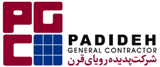 PGC
PADIDEH
GENERAL CONTRACTOR
شرکت پدیده رویای قرن